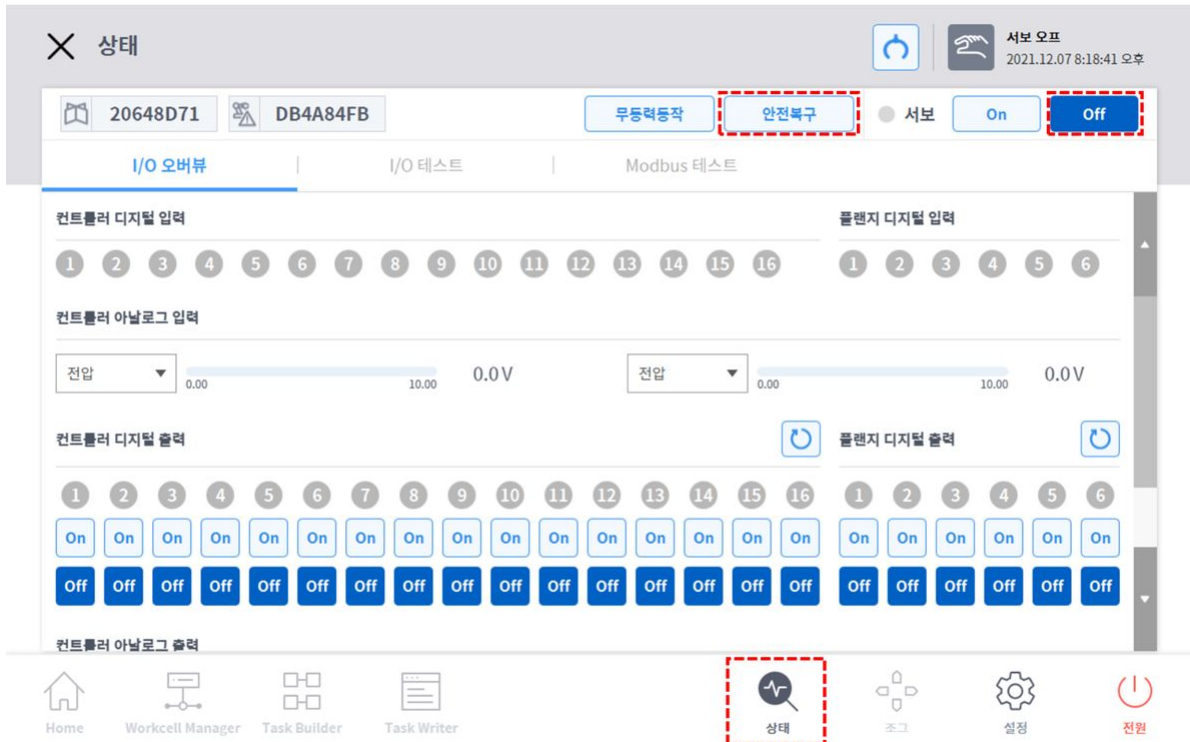 상태
서보 오프
2021.12.07 8:18:41 오후
20648D71 DB4A84FB 무동력동작 안전복구 서보 On Off
I/O 오버뷰 I/O 테스트 Modbus 테스트
컨트롤러 디지털 입력 플랜지 디지털 입력
1 2 3 4 5 6 7 8 9 10 11 12 13 14 15 16 1 2 3 4 5 6
컨트롤러 아날로그 입력
전압 0.00 10.00 0.0 V 전압 0.00 10.00 0.0 V
컨트롤러 디지털 출력 플랜지 디지털 출력
1 2 3 4 5 6 7 8 9 10 11 12 13 14 15 16 1 2 3 4 5 6
On On On On On On On On On On On On On On On On On On On On On On
Off Off Off Off Off Off Off Off Off Off Off Off Off Off Off Off Off Off Off Off Off Off
컨트롤러 아날로그 출력
Home Workcell Manager Task Builder Task Writer 상태 조그 설정 전원